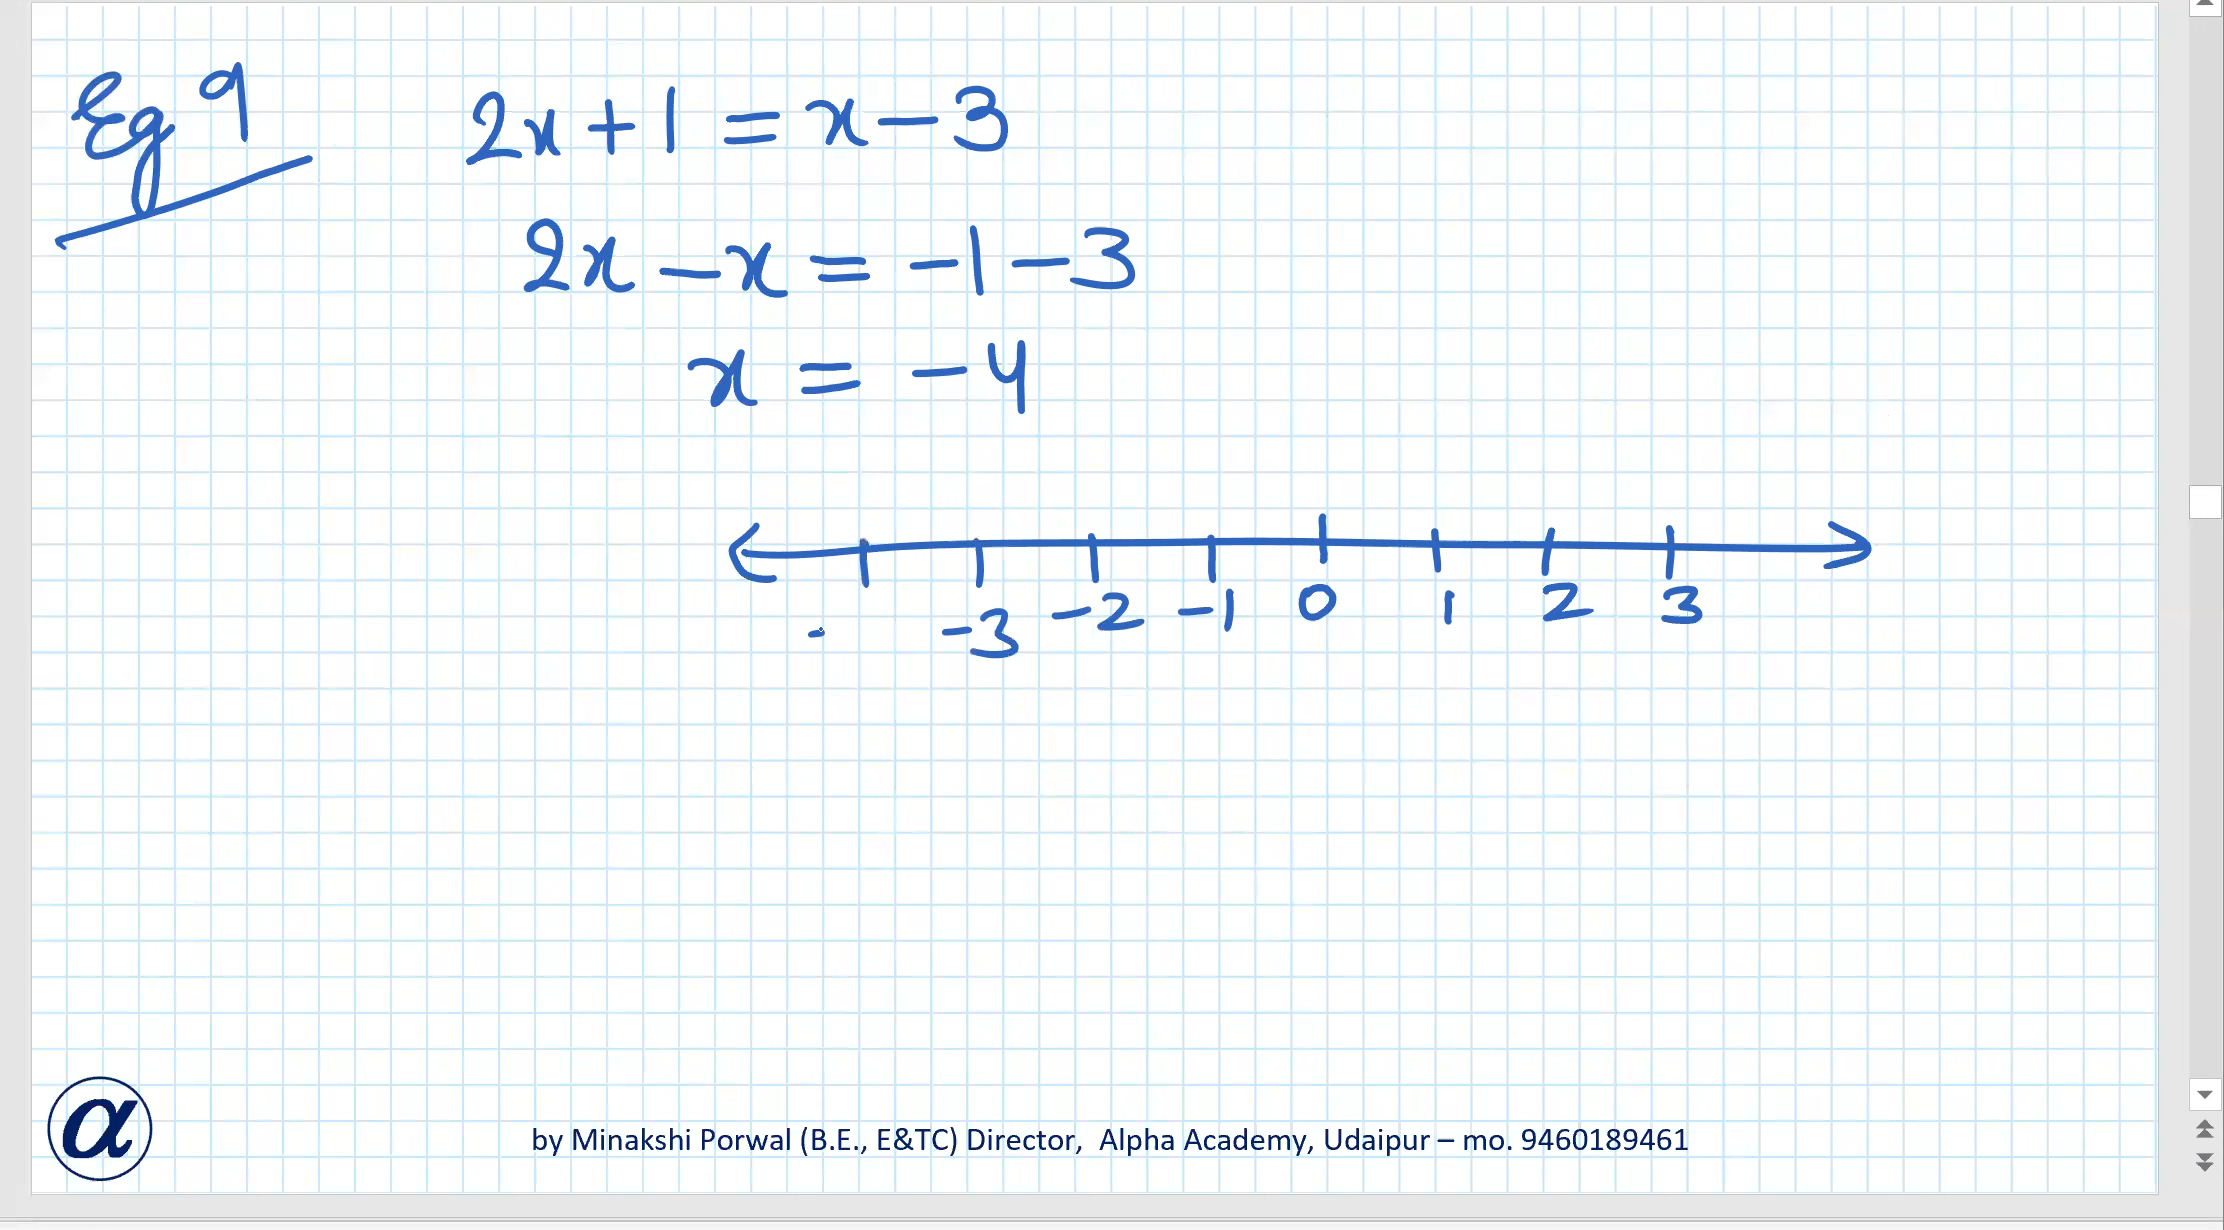 Eg 9
2x + 1 = x - 3
2x - x = -1 - 3
x = -4
- -3 -2 -1 0 1 2 3
α
by Minakshi Porwal (B.E., E&TC) Director, Alpha Academy, Udaipur – mo. 9460189461